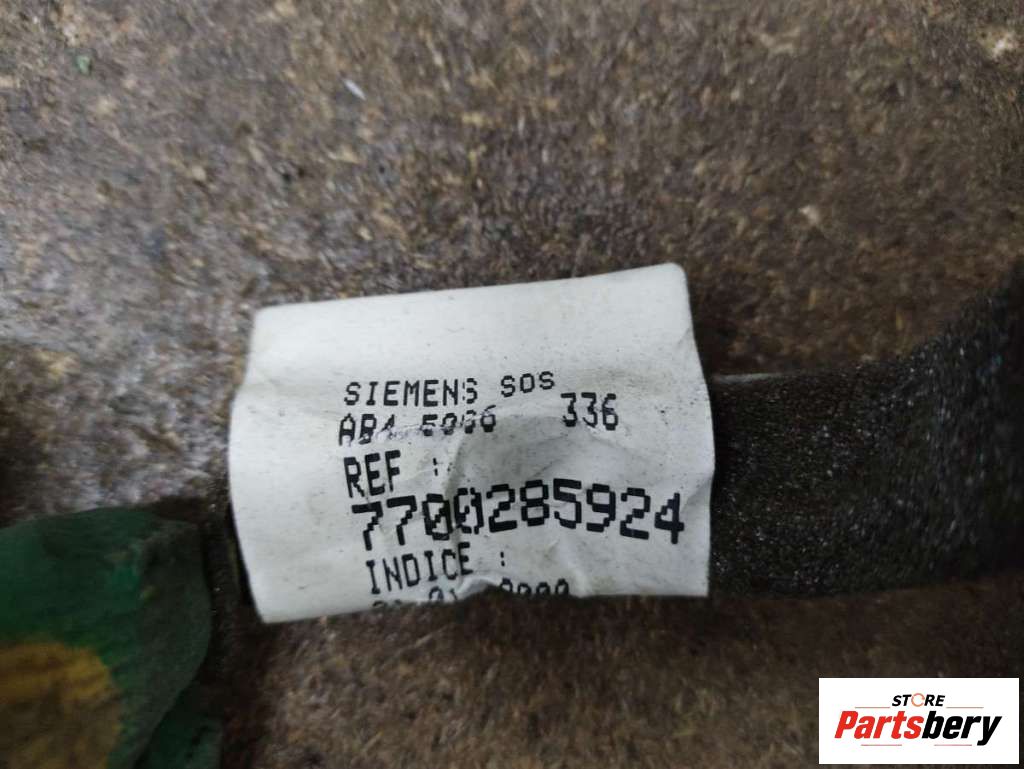 SIEMENS SOS
336
REF :
7700285924
INDICE :
STORE
Partsbery